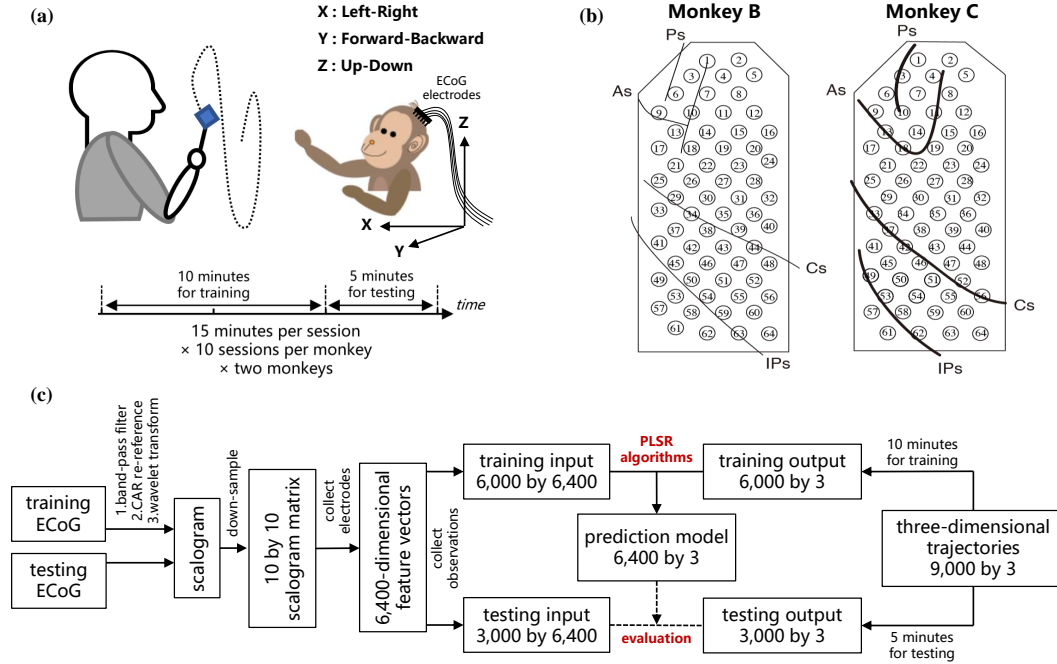 (a)
X : Left-Right
Y : Forward-Backward
Z : Up-Down
ECoG
electrodes
Z
X
Y
10 minutes
for training
5 minutes
for testing
time
15 minutes per session
× 10 sessions per monkey
× two monkeys
(b)
Monkey B
Ps
As
1 2
3 4 5
6 7 8
9 10 11 12
13 14 15 16
17 18 19 20
21 22 23 24
25 26 27 28
29 30 31 32
33 34 35 36
37 38 39 40
41 42 43 44
45 46 47 48
49 50 51 52
53 54 55 56
57 58 59 60
61 62 63 64
Cs
IPs
Monkey C
Ps
As
1 2
3 4 5
6 7 8
9 10 11 12
13 14 15 16
17 18 19 20
21 22 23 24
25 26 27 28
29 30 31 32
33 34 35 36
37 38 39 40
41 42 43 44
45 46 47 48
49 50 51 52
53 54 55 56
57 58 59 60
61 62 63 64
Cs
IPs
(c)
training
ECoG
testing
ECoG
1.band-pass filter
2.CAR re-reference
3.wavelet transform
scalogram
down-sample
10 by 10
scalogram matrix
collect
electrodes
6,400-dimensional
feature vectors
collect
observations
training input
6,000 by 6,400
PLSR
algorithms
training output
6,000 by 3
10 minutes
for training
prediction model
6,400 by 3
three-dimensional
trajectories
9,000 by 3
testing input
3,000 by 6,400
evaluation
testing output
3,000 by 3
5 minutes
for testing